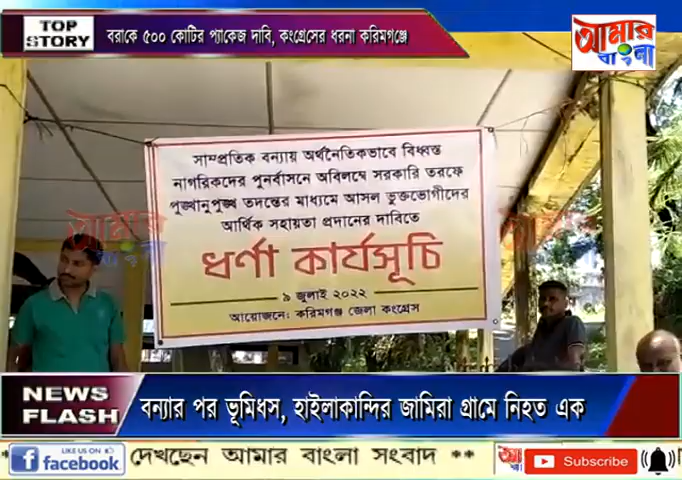 TOP STORY
বরাকে ৫০০ কোটির প্যাকেজ দাবি, কংগ্রেসের ধরনা করিমগঞ্জে
আমার বাংলা
সাম্প্রতিক বন্যায় অর্থনৈতিকভাবে বিধ্বস্ত
নাগরিকদের পুনর্বাসনে অবিলম্বে সরকারি তরফে
পুঙ্খানুপুঙ্খ তদন্তের মাধ্যমে আসল ভুক্তভোগীদের
আর্থিক সহায়তা প্রদানের দাবিতে
আমার বাংলা
ধর্ণা কার্যসূচি
৯ জুলাই ২০২২
আয়োজনে: করিমগঞ্জ জেলা কংগ্রেস
NEWS FLASH
বন্যার পর ভূমিধস, হাইলাকান্দির জামিরা গ্রামে নিহত এক
LIKE US ON
facebook
দেখছেন আমার বাংলা সংবাদ **
Subscribe